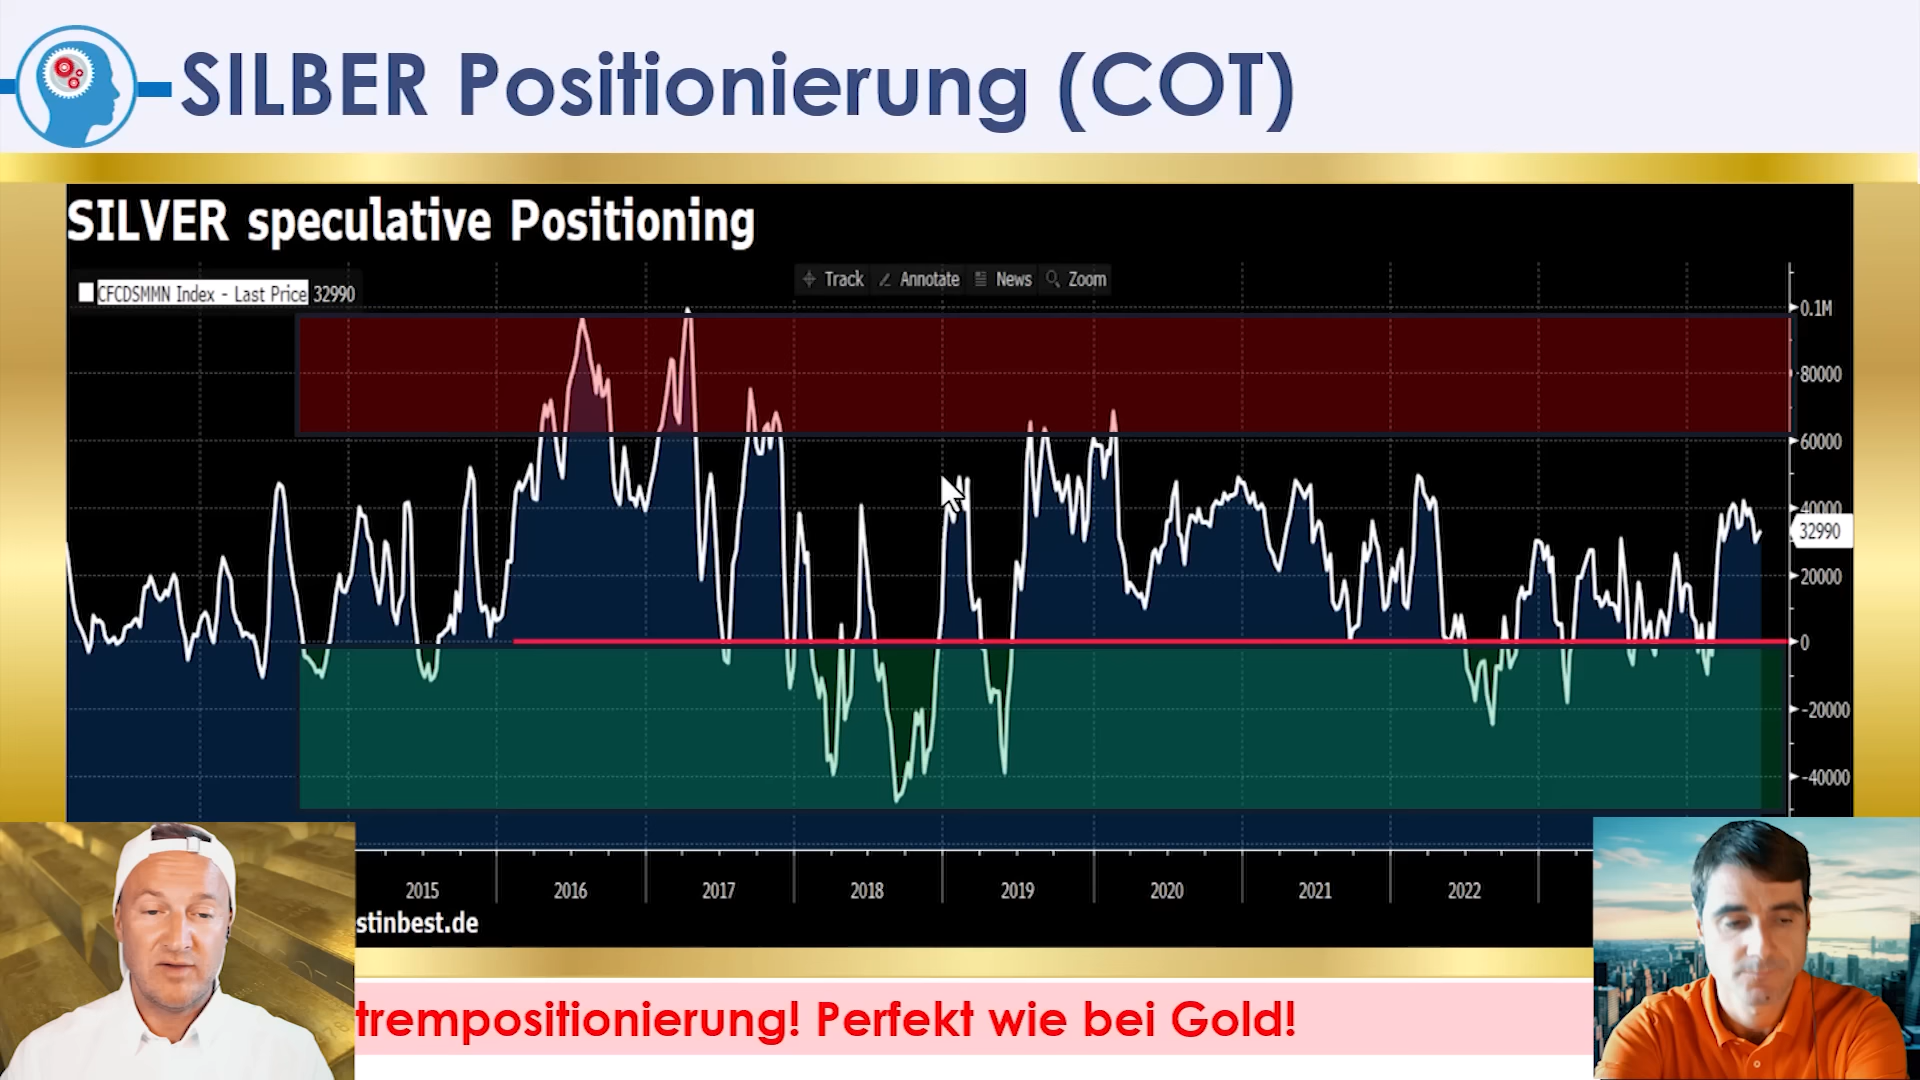 SILBER Positionierung (COT)
SILVER speculative Positioning
CFCDSMMN Index - Last Price 32990
Track Annotate News Zoom
0.1M
80000
60000
40000
32990
20000
0
-20000
-40000
2015 2016 2017 2018 2019 2020 2021 2022
stinbest.de
trempositionierung! Perfekt wie bei Gold!